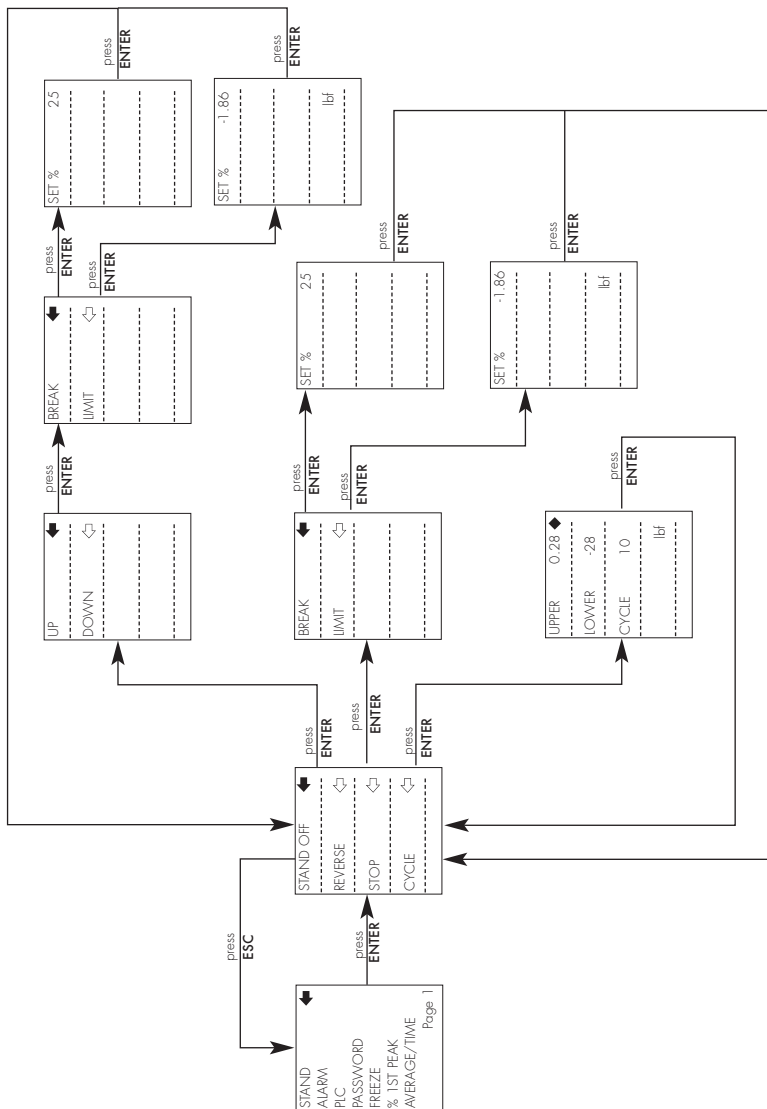 STAND
ALARM
PLC
PASSWORD
FREEZE
% 1ST PEAK
AVERAGE/TIME
Page 1
press
ESC
press
ENTER
STAND OFF
REVERSE
STOP
CYCLE
press
ENTER
press
ENTER
press
ENTER
UP
DOWN
press
ENTER
BREAK
LIMIT
press
ENTER
press
ENTER
SET % 25
press
ENTER
SET % -1.86
lbf
press
ENTER
BREAK
LIMIT
press
ENTER
press
ENTER
SET % 25
press
ENTER
SET % -1.86
lbf
press
ENTER
UPPER 0.28
LOWER -28
CYCLE 10
lbf
press
ENTER